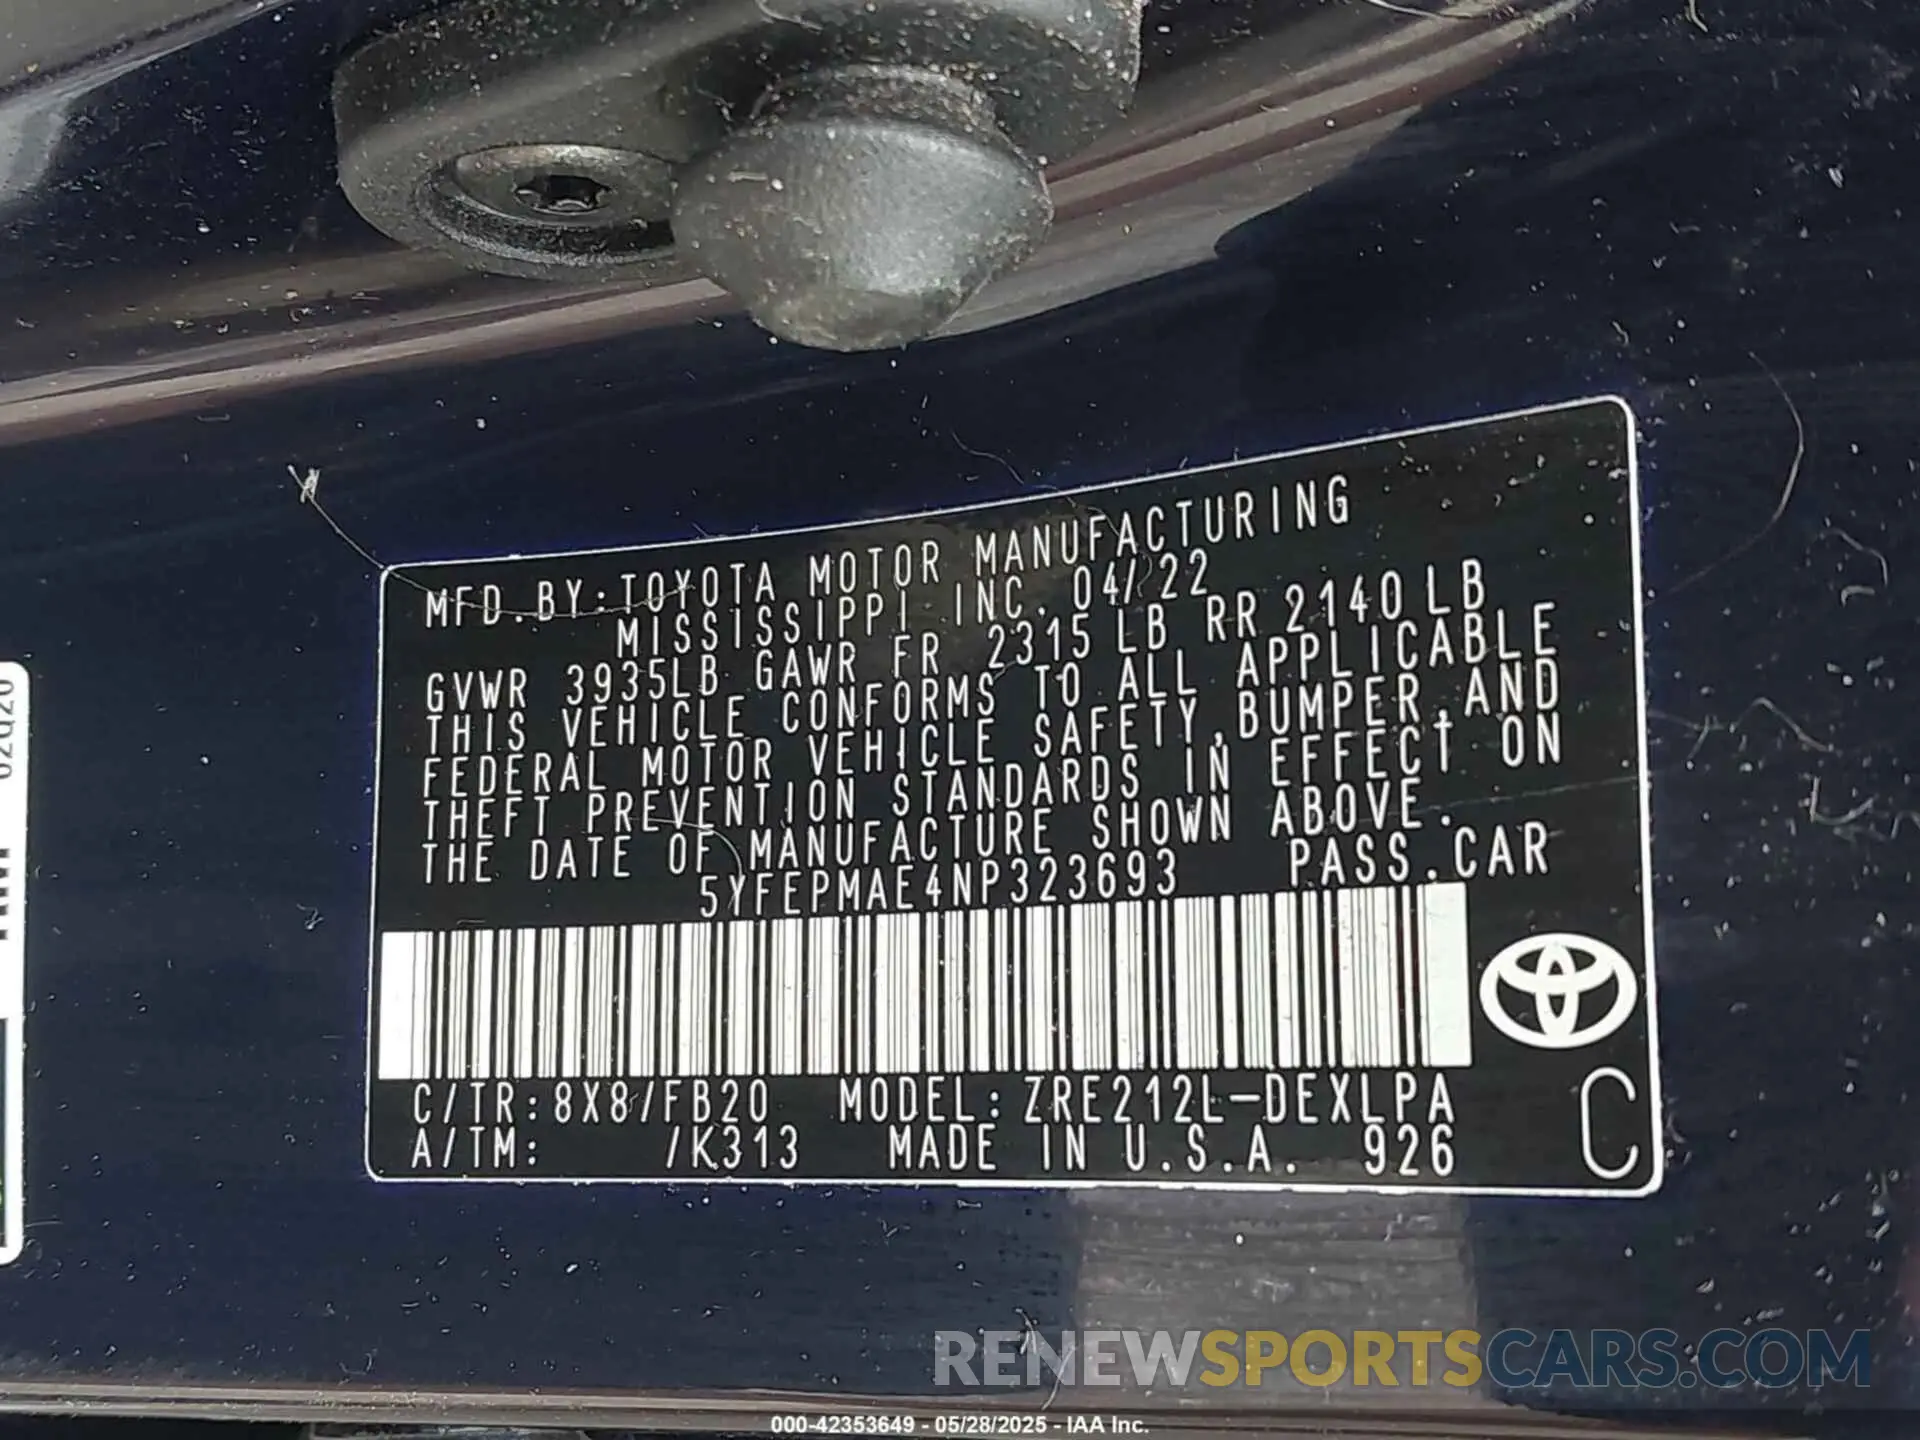 MFD.BY:TOYOTA MOTOR MANUFACTURING
MISSISSIPPI INC. 04/22
GVWR 3935LB GAWR FR 2315LB RR 2140LB
THIS VEHICLE CONFORMS TO ALL APPLICABLE
FEDERAL MOTOR VEHICLE SAFETY,BUMPER,AND
THEFT PREVENTION STANDARDS IN EFFECT ON
THE DATE OF MANUFACTURE SHOWN ABOVE.
5YFEPMAE4NP323693 PASS.CAR
C/TR:8X8/FB20 MODEL:ZRE212L-DEXLPA
A/TM: /K313 MADE IN U.S.A. 926
C
RENEWSPORTSCARS.COM
000-42353649 - 05/28/2025 - IAA Inc.